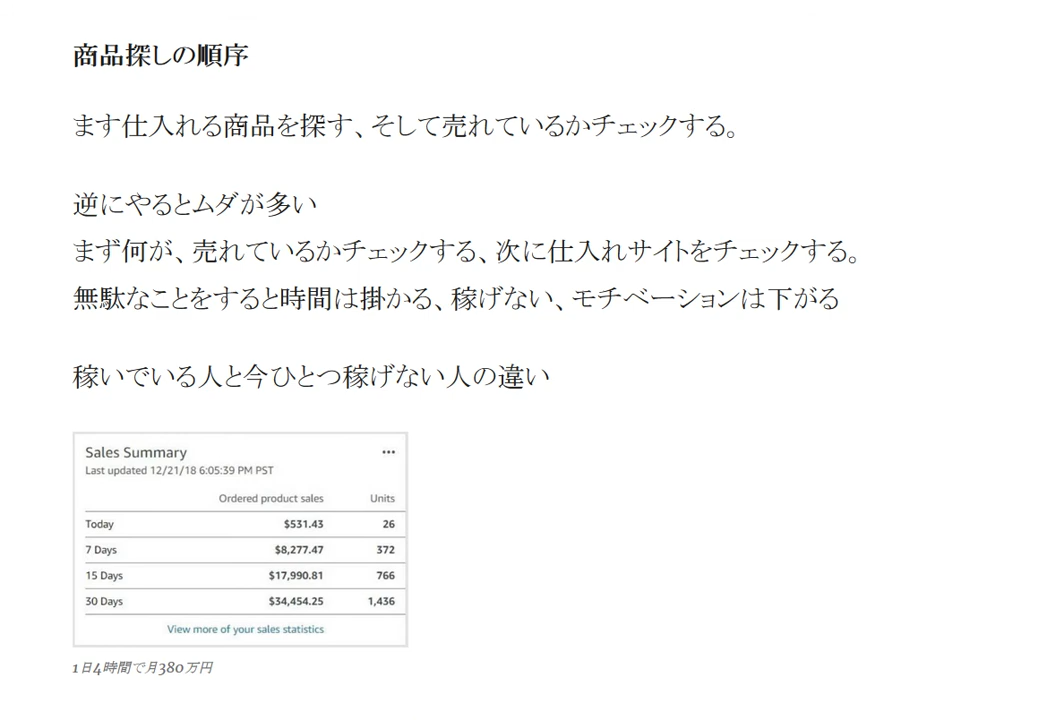 商品探しの順序
ます仕入れる商品を探す、そして売れているかチェックする。
逆にやるとムダが多い
まず何が、売れているかチェックする、次に仕入れサイトをチェックする。
無駄なことをすると時間は掛かる、稼げない、モチベーションは下がる
稼いでいる人と今ひとつ稼げない人の違い
Sales Summary
Last updated 12/21/18 6:05:39 PM PST
Ordered product sales Units
Today $531.43 26
7 Days $8,277.47 372
15 Days $17,990.81 766
30 Days $34,454.25 1,436
View more of your sales statistics
1日4時間で月380万円